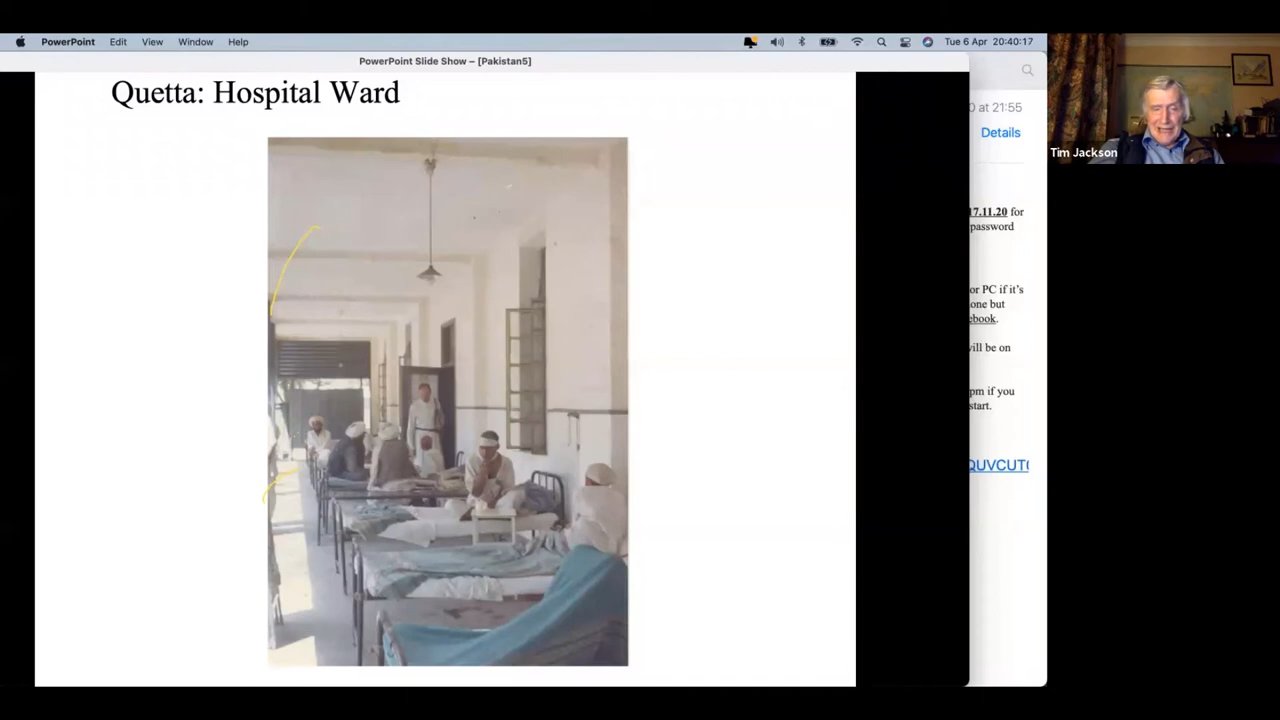 PowerPoint Edit View Window Help Tue 6 Apr 20:40:17
PowerPoint Slide Show – [Pakistan5]
Quetta: Hospital Ward
0 at 21:55
Details
Tim Jackson
17.11.20 for
password
or PC if it's
one but
ebook.
will be on
pm if you
start.
QUVCUT